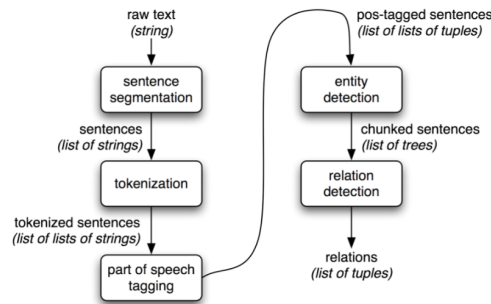 raw text
(string)
sentence
segmentation
sentences
(list of strings)
tokenization
tokenized sentences
(list of lists of strings)
part of speech
tagging
pos-tagged sentences
(list of lists of tuples)
entity
detection
chunked sentences
(list of trees)
relation
detection
relations
(list of tuples)